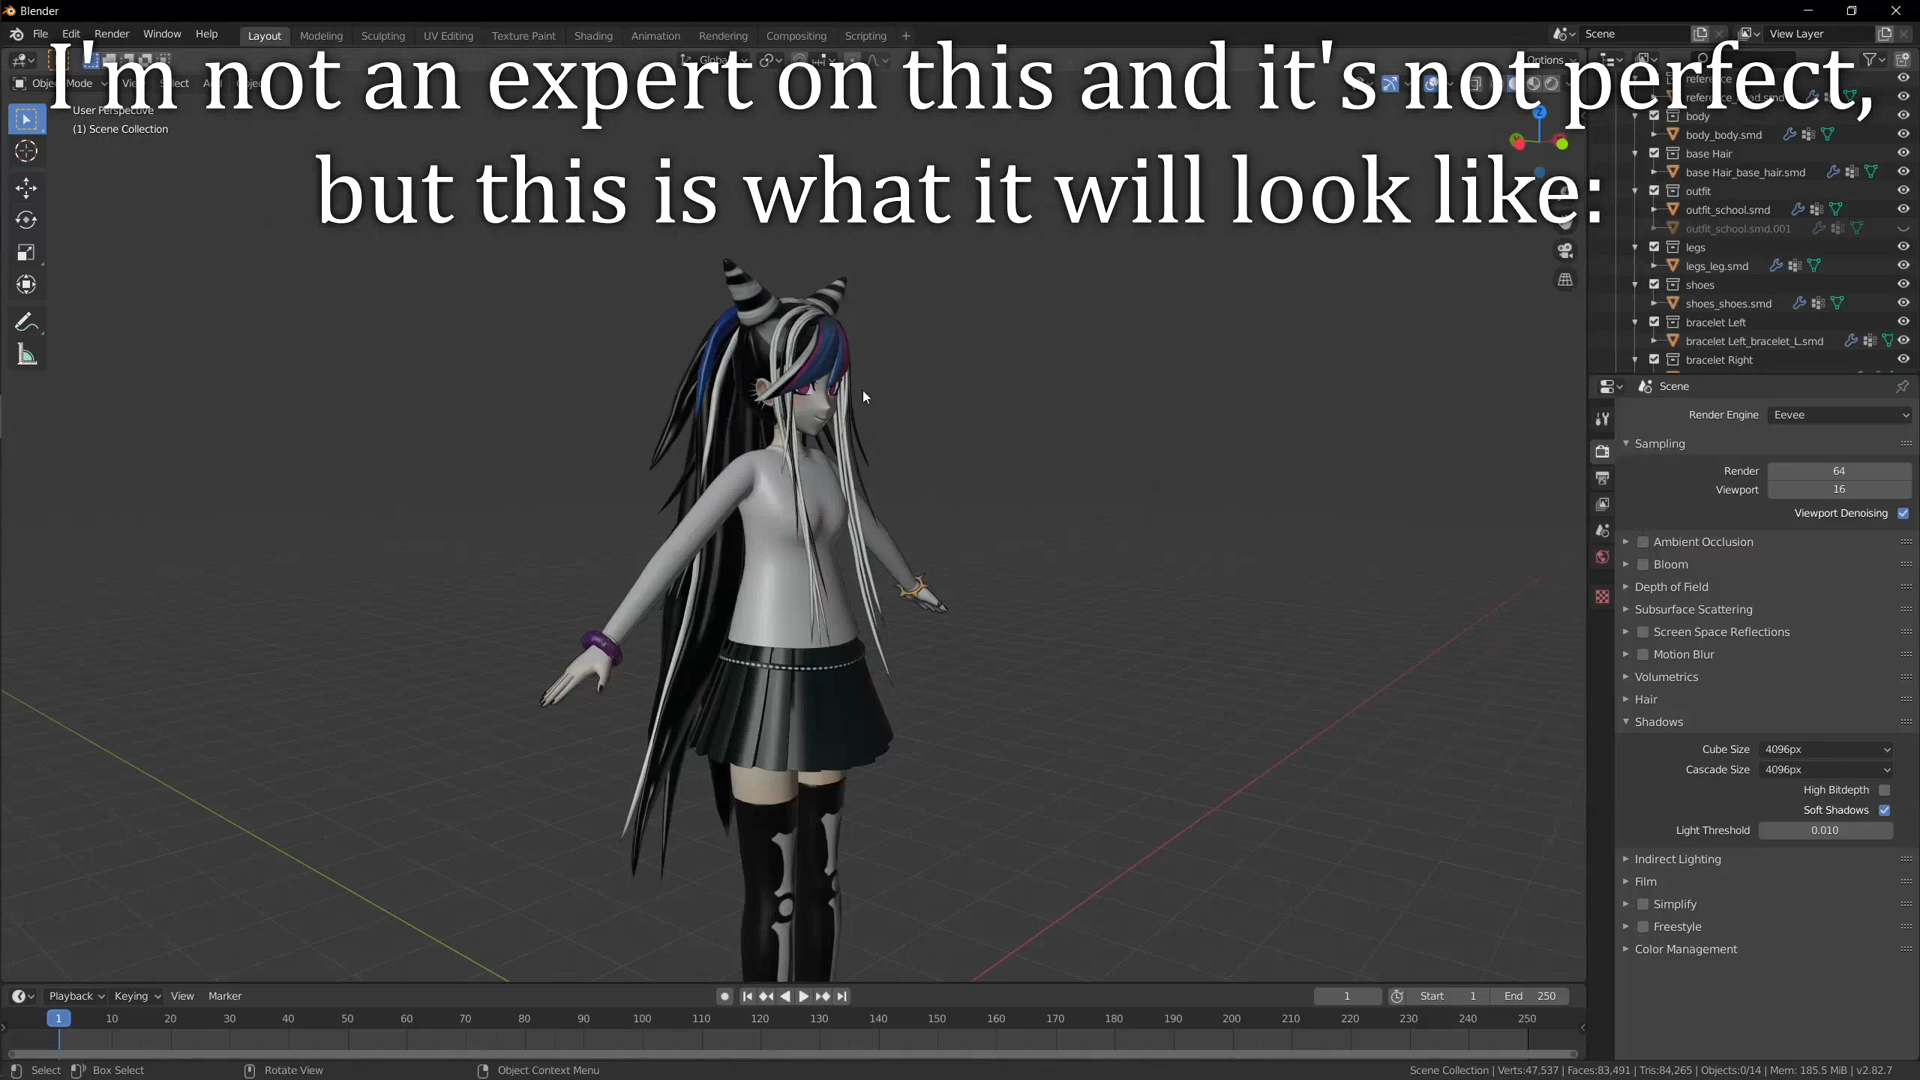 Blender
File Edit Render Window Help Layout Modeling Sculpting UV Editing Texture Paint Shading Animation Rendering Compositing Scripting + Scene View Layer
I'm not an expert on this and it's not perfect,
but this is what it will look like:
Options
User Perspective
(1) Scene Collection
body
body_body.smd
base Hair
base Hair_base_hair.smd
outfit
outfit_school.smd
outfit_school.smd.001
legs
legs_leg.smd
shoes
shoes_shoes.smd
bracelet Left
bracelet Left_bracelet_L.smd
bracelet Right
Scene
Render Engine Eevee
Sampling
Render 64
Viewport 16
Viewport Denoising
Ambient Occlusion
Bloom
Depth of Field
Subsurface Scattering
Screen Space Reflections
Motion Blur
Volumetrics
Hair
Shadows
Cube Size 4096px
Cascade Size 4096px
High Bitdepth
Soft Shadows
Light Threshold 0.010
Indirect Lighting
Film
Simplify
Freestyle
Color Management
Playback Keying View Marker 1 Start 1 End 250
1 10 20 30 40 50 60 70 80 90 100 110 120 130 140 150 160 170 180 190 200 210 220 230 240 250
Select Box Select Rotate View Object Context Menu Scene Collection | Verts:47,537 | Faces:83,491 | Tris:84,265 | Objects:0/14 | Mem: 185.5 MiB | v2.82.7